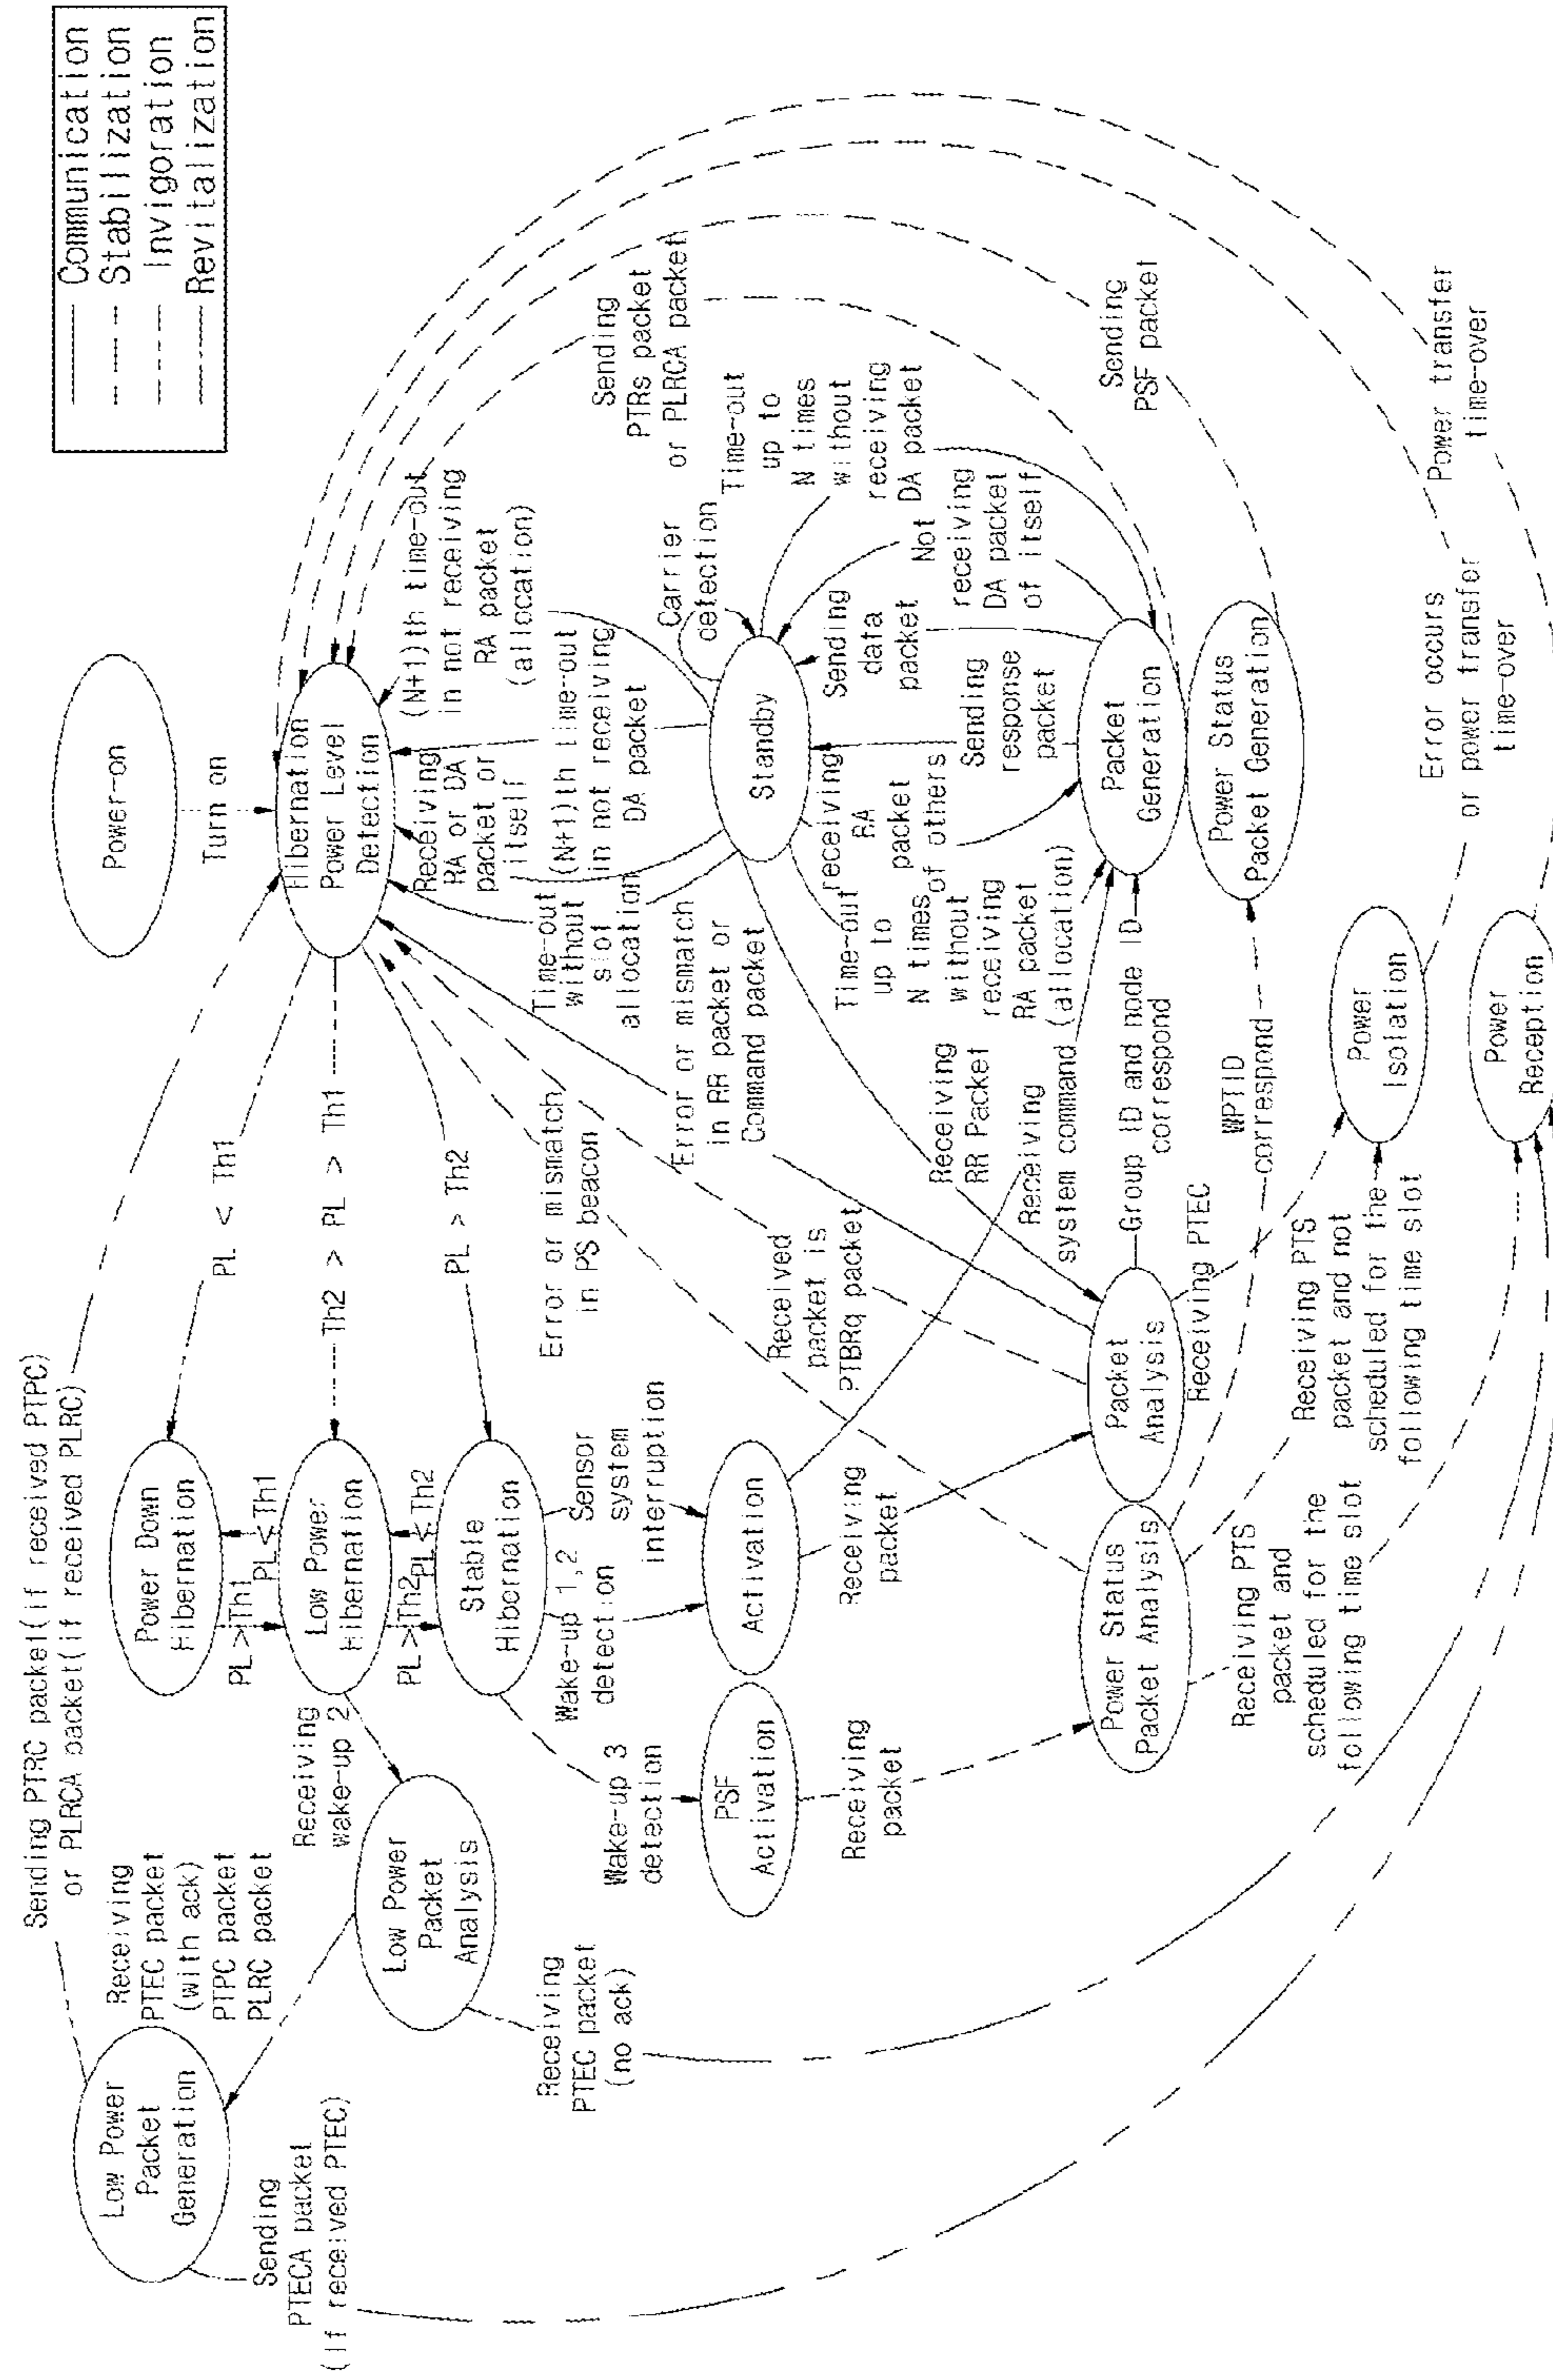 Communication
Stabilization
Invigoration
Revitalization
Power-on
Turn on
Hibernation
Power Level
Detection
Sending PTRC packet(if received PTPC)
or PLRCA packet(if received PLRC)
PL < Th1
Th2 > PL > Th1
PL > Th2
Power Down
Hibernation
PL >Th1
PL <Th1
Low Power
Hibernation
PL >Th2
PL < Th2
Stable
Hibernation
Receiving
wake-up 2
Receiving
PTEC packet
(with ack)
PTPC packet
PLRC packet
Low Power
Packet
Generation
Low Power
Packet
Analysis
Sending
PTECA packet
(if received PTEC)
Receiving
PTEC packet
(no ack)
Wake-up 3
detection
Wake-up 1,2
detection
Sensor
system
interruption
PSF
Activation
Activation
Receiving
packet
Receiving
packet
Power Status
Packet Analysis
Packet
Analysis
Error or mismatch
in PS beacon
Received
packet is
PTBRq packet
Error or mismatch
in RR packet or
Command packet
Receiving
RR Packet
Receiving
system command
Group ID and node ID
correspond
Receiving PTEC
WPTID
correspond
Receiving PTS
packet and not
scheduled for the
following time slot
Receiving PTS
packet and
scheduled for the
following time slot
Time-out
without
slot
allocation
Receiving
RA or DA
packet or
itself
(N+1)th time-out
in not receiving
DA packet
(N+1)th time-out
in not receiving
RA packet
(allocation)
Standby
Carrier
detection
Time-out
up to
N times
without
receiving
DA packet
Sending
PTRs packet
or PLRCA packet
Time-out
up to
N times
without
receiving
RA packet
(allocation)
receiving
RA
packet
of others
Sending
response
packet
Sending
data
packet
Not
receiving
DA packet
of itself
Packet
Generation
Power Status
Packet Generation
Sending
PSF packet
Power
Isolation
Power
Reception
Error occurs
or power transfer
time-over
Power transfer
time-over